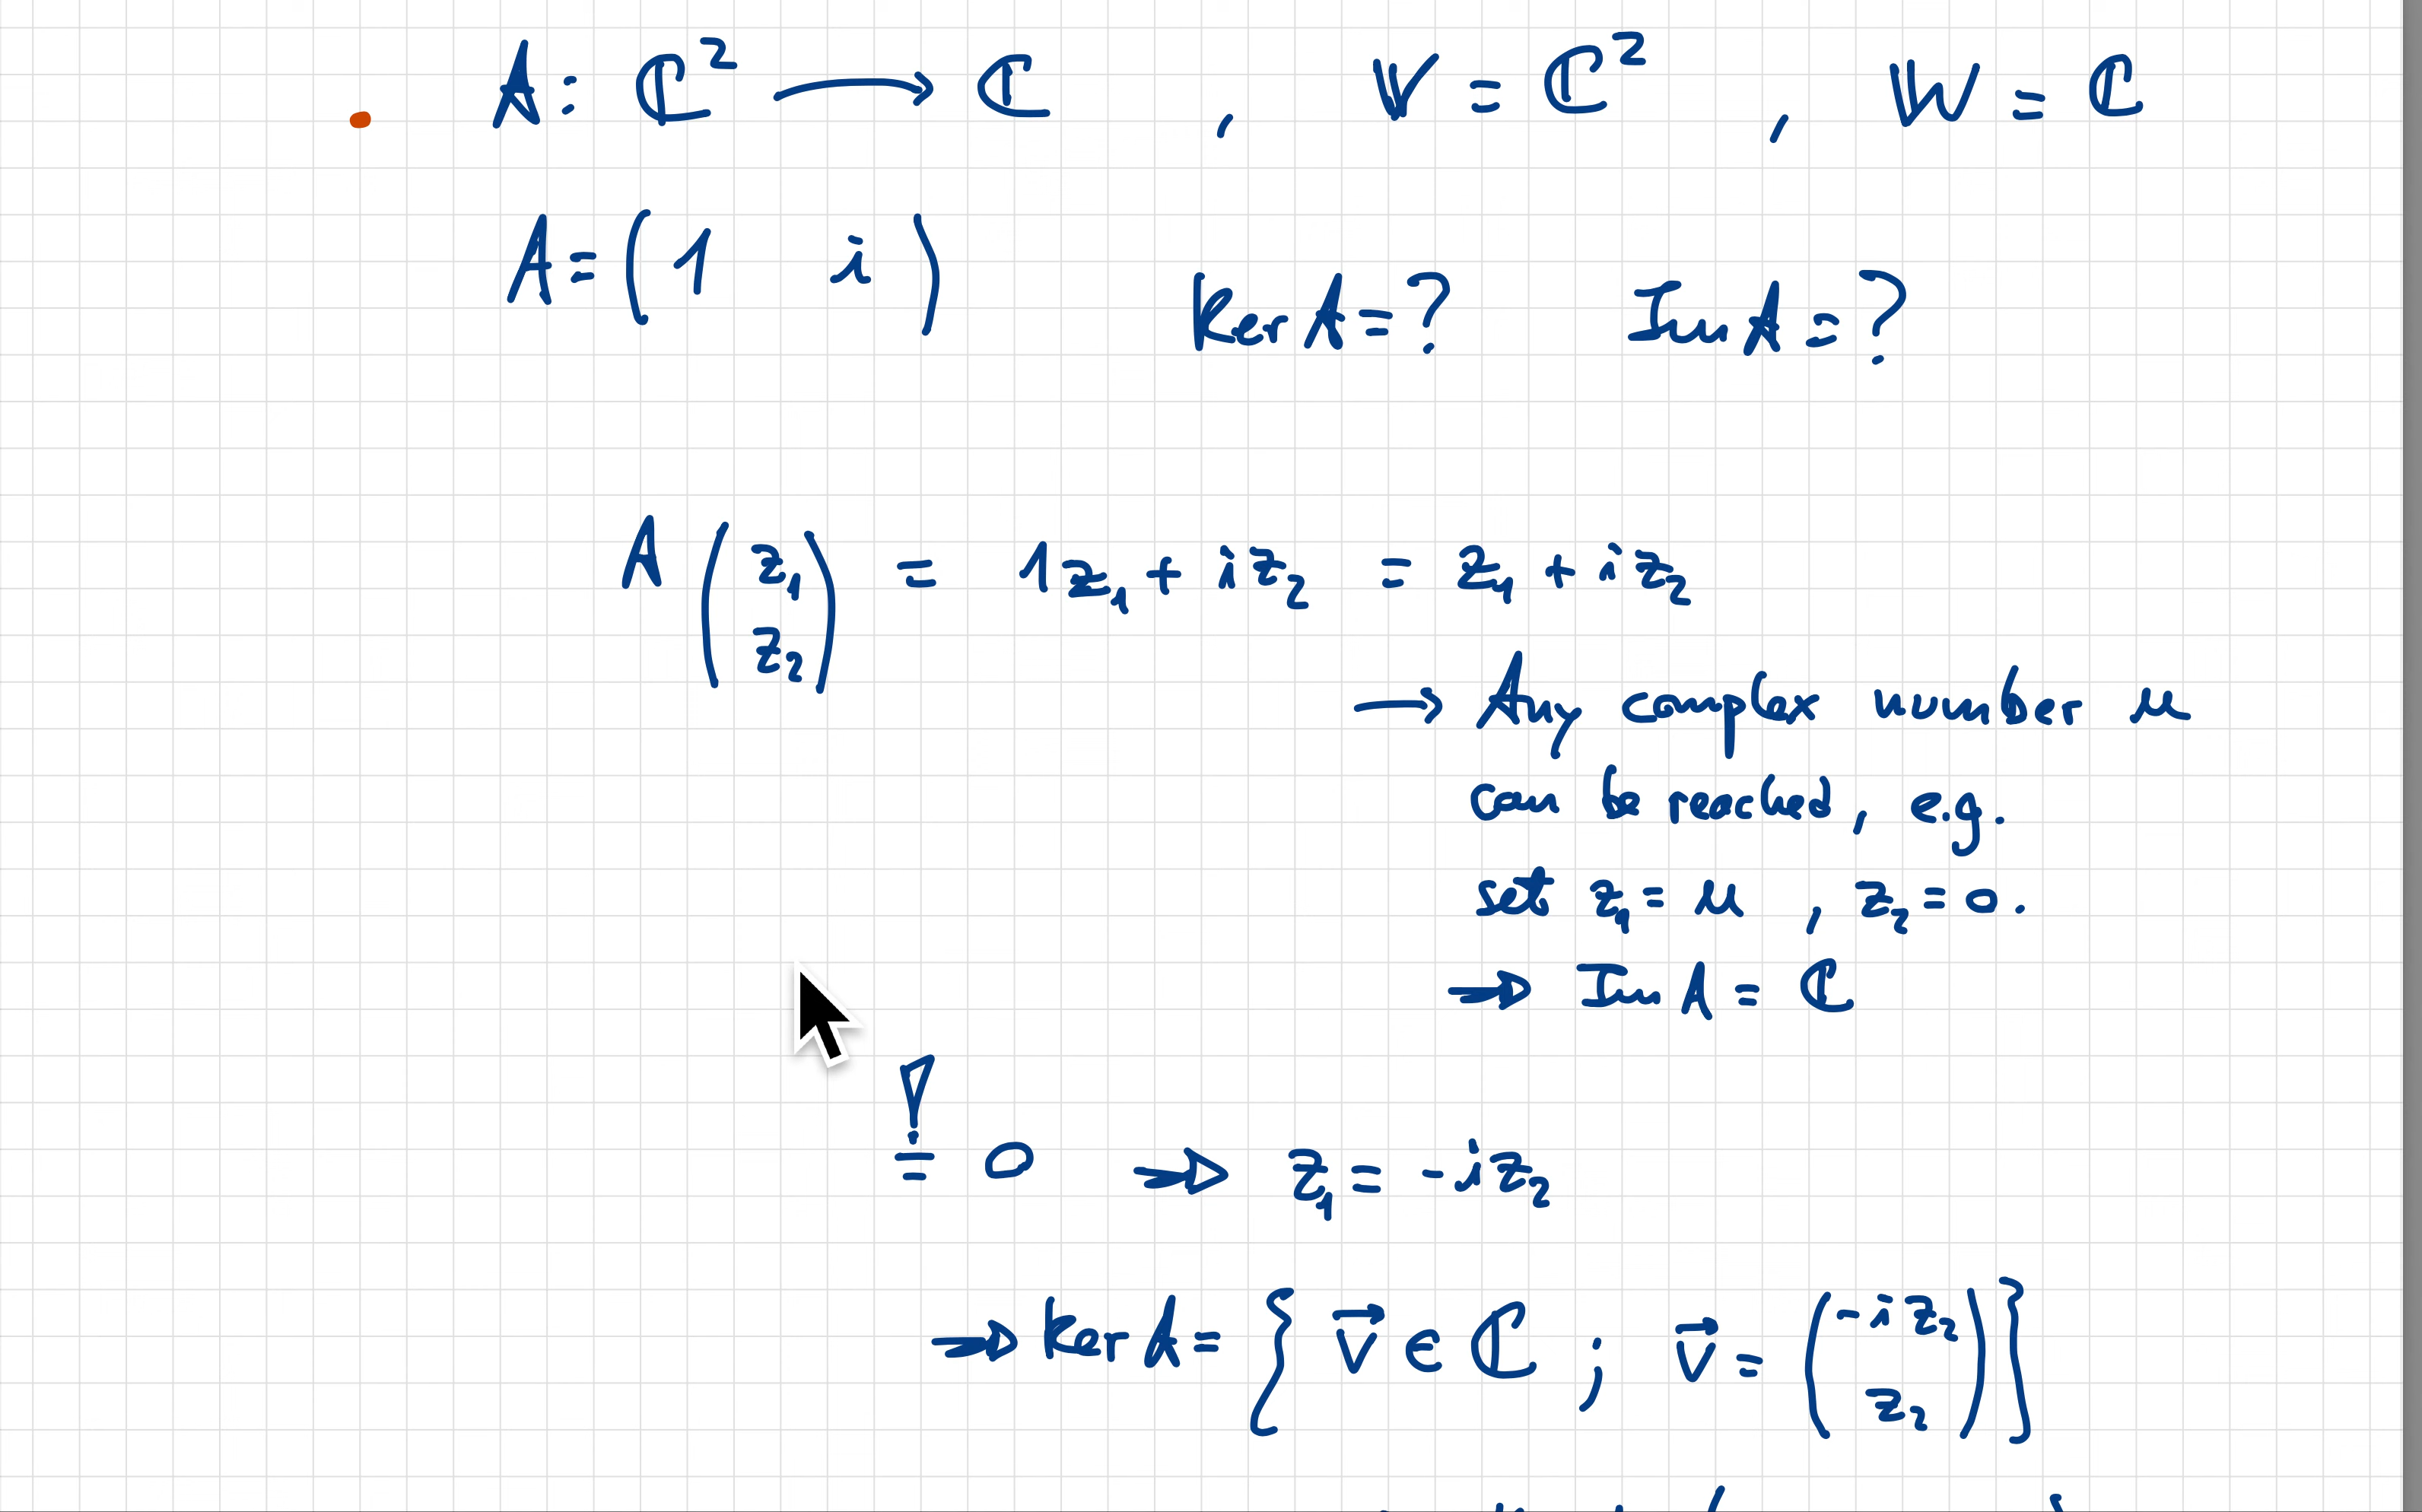 • A: ℂ² ⟶ ℂ , V = ℂ² , W = ℂ
A = ( 1 i ) Ker A = ? Im A = ?
A ( z₁ z₂ ) = 1z₁ + iz₂ = z₁ + iz₂
→ Any complex number u
can be reached, e.g.
set z₁ = u , z₂ = 0.
⇒ Im A = ℂ
!= 0 ⇒ z₁ = -iz₂
⇒ Ker A = { v⃗ ∈ ℂ ; v⃗ = ( -iz₂ z₂ ) }